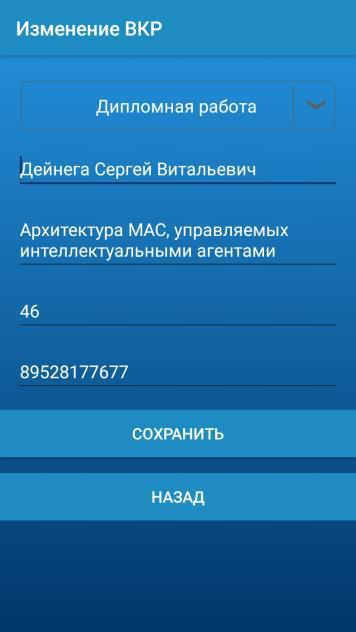 Изменение ВКР
Дипломная работа
Дейнега Сергей Витальевич
Архитектура МАС, управляемых
интеллектуальными агентами
46
89528177677
СОХРАНИТЬ
НАЗАД